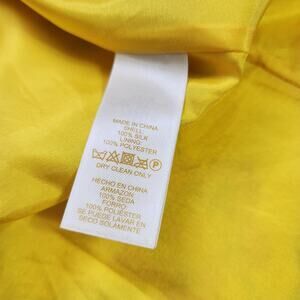 MADE IN CHINA
SHELL:
100% SILK
LINING:
100% POLYESTER
P
DRY CLEAN ONLY
HECHO EN CHINA
ARMAZON:
100% SEDA
FORRO:
100% POLIÉSTER
SE PUEDE LAVAR EN
SECO SOLAMENTE